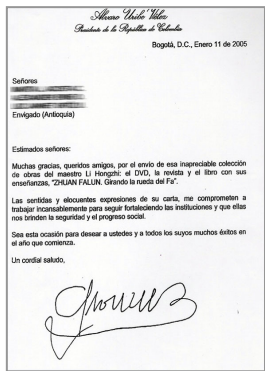 Alvaro Uribe Vélez
Presidente de la República de Colombia
Bogotá, D.C., Enero 11 de 2005
Señores
Envigado (Antioquia)
Estimados señores:
Muchas gracias, queridos amigos, por el envio de esa inapreciable colección
de obras del maestro Li Hongzhi: el DVD, la revista y el libro con sus
enseñanzas, "ZHUAN FALUN. Girando la rueda del Fa".
Las sentidas y elocuentes expresiones de su carta, me comprometen a
trabajar incansablemente para seguir fortaleciendo las instituciones y que ellas
nos brinden la seguridad y el progreso social.
Sea esta ocasión para desear a ustedes y a todos los suyos muchos éxitos en
el año que comienza.
Un cordial saludo,